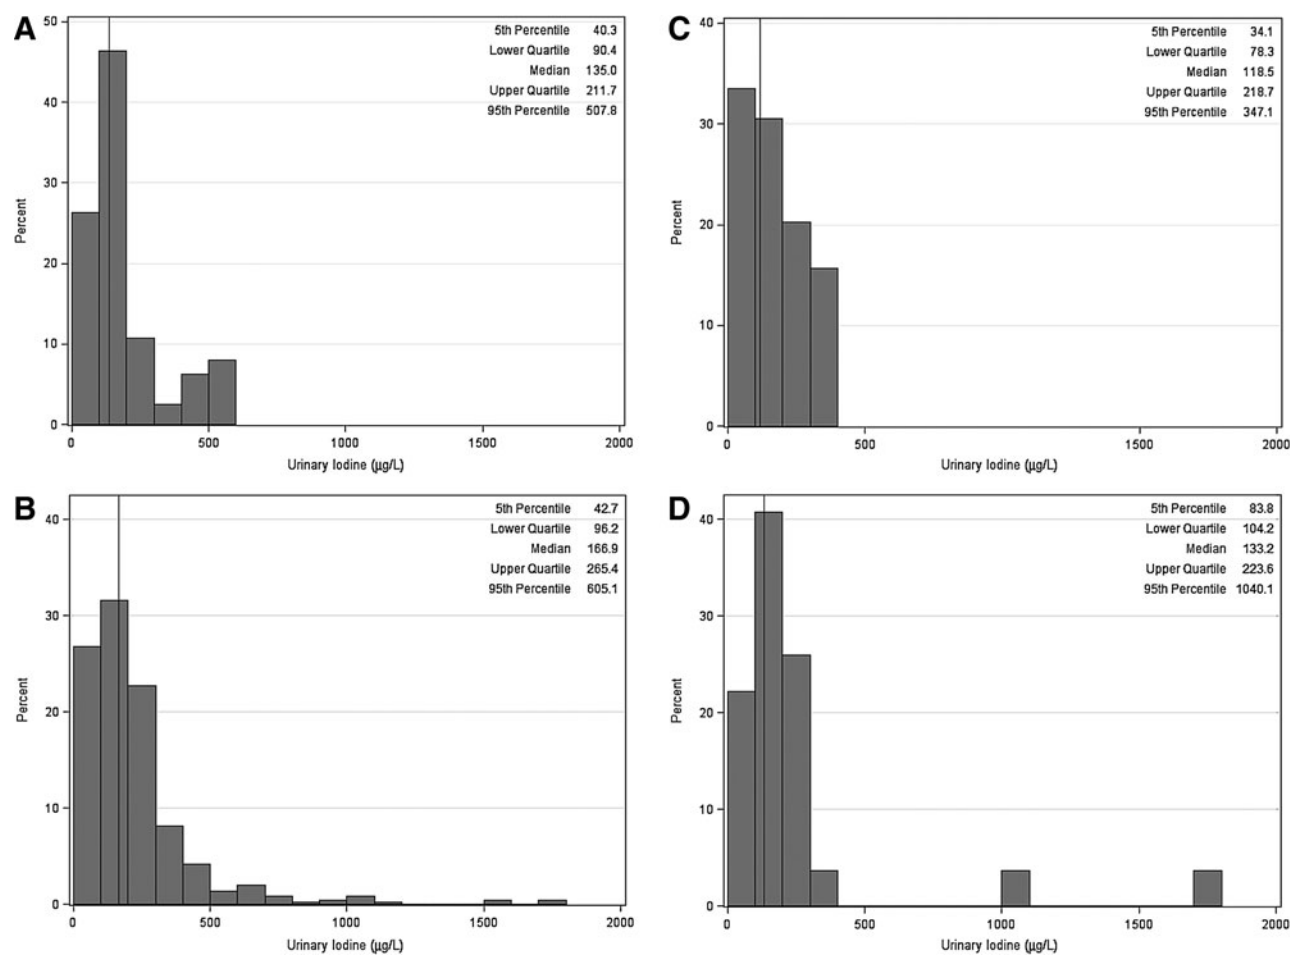 A
5th Percentile 40.3
Lower Quartile 90.4
Median 135.0
Upper Quartile 211.7
95th Percentile 507.8
50
40
30
20
10
0
Percent
0 500 1000 1500 2000
Urinary Iodine (µg/L)
C
5th Percentile 34.1
Lower Quartile 78.3
Median 118.5
Upper Quartile 218.7
95th Percentile 347.1
40
30
20
10
0
Percent
0 500 1500 2000
Urinary Iodine (µg/L)
B
5th Percentile 42.7
Lower Quartile 96.2
Median 166.9
Upper Quartile 265.4
95th Percentile 605.1
40
30
20
10
0
Percent
0 500 1000 1500 2000
Urinary Iodine (µg/L)
D
5th Percentile 83.8
Lower Quartile 104.2
Median 133.2
Upper Quartile 223.6
95th Percentile 1040.1
40
30
20
10
0
Percent
0 500 1000 1500 2000
Urinary Iodine (µg/L)